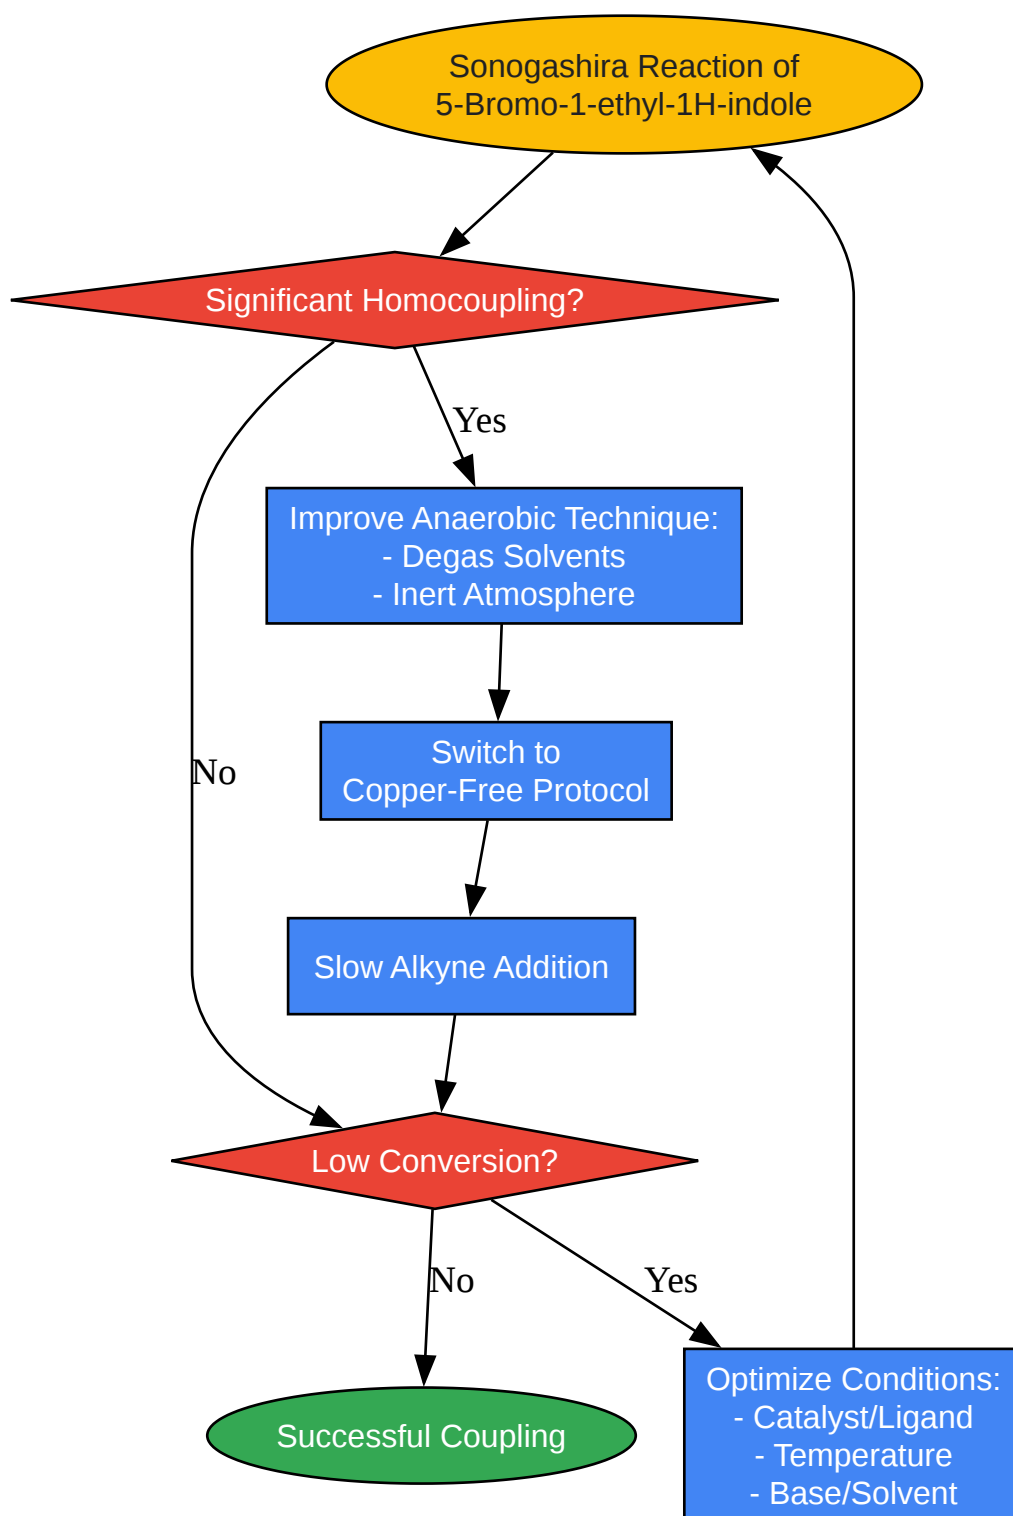 Sonogashira Reaction of
5-Bromo-1-ethyl-1H-indole
Significant Homocoupling?
Yes
Improve Anaerobic Technique:
- Degas Solvents
- Inert Atmosphere
Switch to
Copper-Free Protocol
No
Slow Alkyne Addition
Low Conversion?
No
Yes
Successful Coupling
Optimize Conditions:
- Catalyst/Ligand
- Temperature
- Base/Solvent